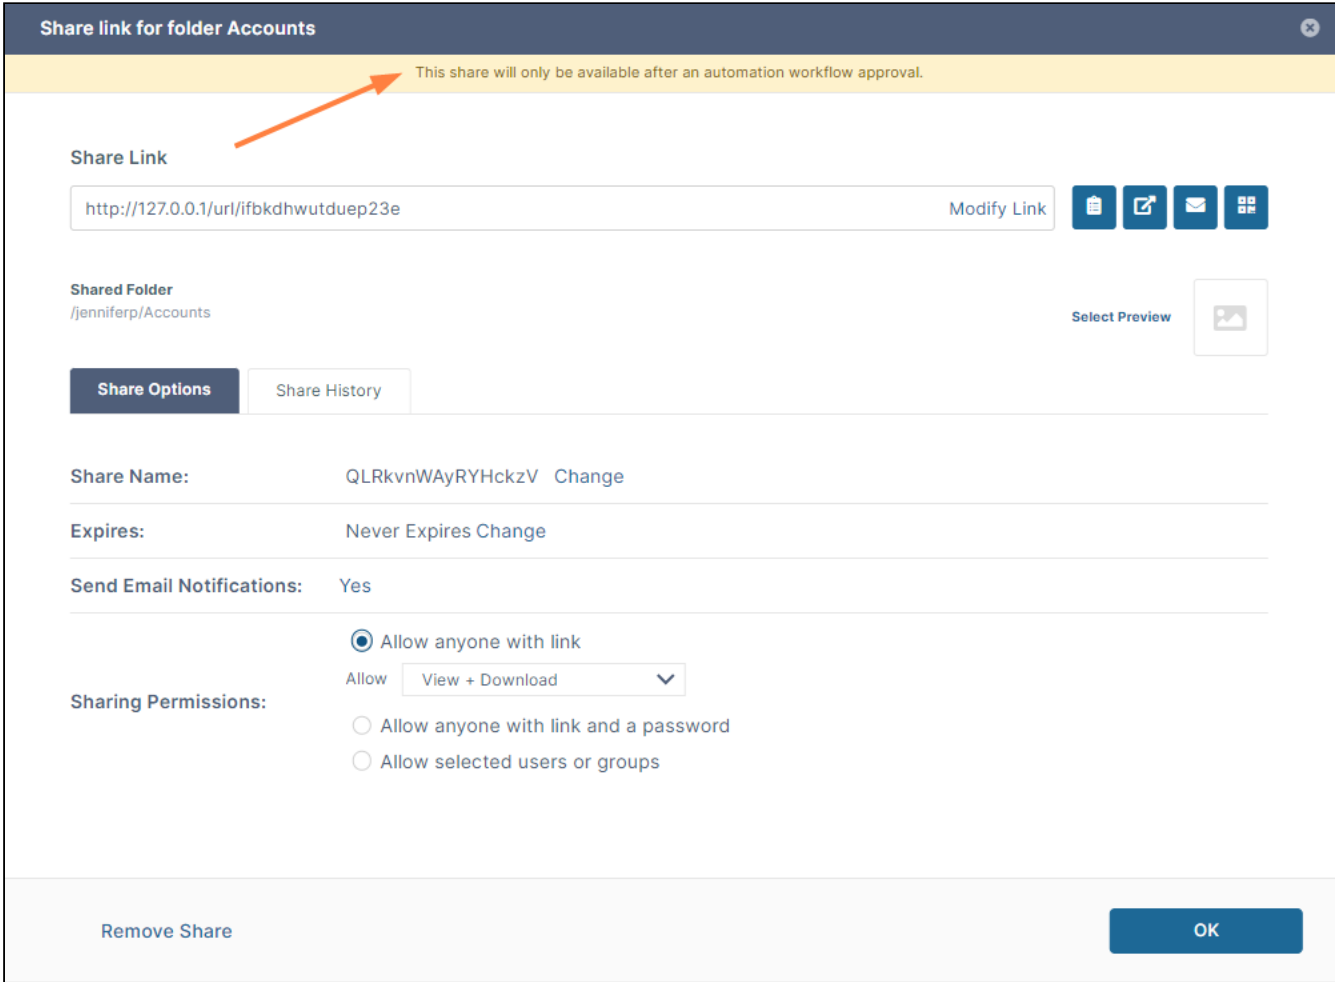 Share link for folder Accounts
This share will only be available after an automation workflow approval.
Share Link
http://127.0.0.1/url/ifbkdhwutduep23e Modify Link
Shared Folder
/jenniferp/Accounts
Select Preview
Share Options Share History
Share Name: QLRkvnWAyRYHckzV Change
Expires: Never Expires Change
Send Email Notifications: Yes
Allow anyone with link
Allow View + Download
Sharing Permissions:
Allow anyone with link and a password
Allow selected users or groups
Remove Share OK